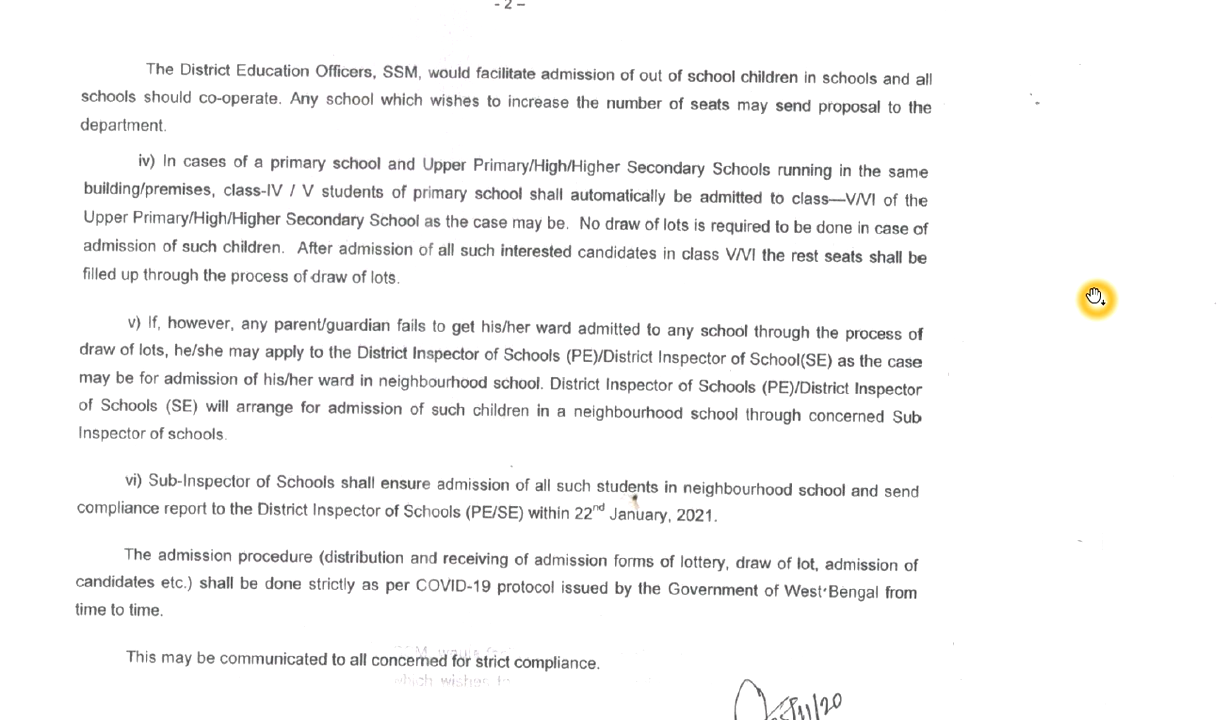 - 2 –
The District Education Officers, SSM, would facilitate admission of out of school children in schools and all
schools should co-operate. Any school which wishes to increase the number of seats may send proposal to the
department.
iv) In cases of a primary school and Upper Primary/High/Higher Secondary Schools running in the same
building/premises, class-IV / V students of primary school shall automatically be admitted to class—V/VI of the
Upper Primary/High/Higher Secondary School as the case may be. No draw of lots is required to be done in case of
admission of such children. After admission of all such interested candidates in class V/VI the rest seats shall be
filled up through the process of draw of lots.
v) If, however, any parent/guardian fails to get his/her ward admitted to any school through the process of
draw of lots, he/she may apply to the District Inspector of Schools (PE)/District Inspector of School(SE) as the case
may be for admission of his/her ward in neighbourhood school. District Inspector of Schools (PE)/District Inspector
of Schools (SE) will arrange for admission of such children in a neighbourhood school through concerned Sub
Inspector of schools.
vi) Sub-Inspector of Schools shall ensure admission of all such students in neighbourhood school and send
compliance report to the District Inspector of Schools (PE/SE) within 22nd January, 2021.
The admission procedure (distribution and receiving of admission forms of lottery, draw of lot, admission of
candidates etc.) shall be done strictly as per COVID-19 protocol issued by the Government of West Bengal from
time to time.
This may be communicated to all concerned for strict compliance.
which wishes